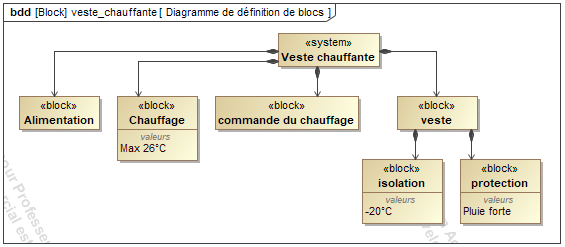 bdd [Block] veste_chauffante [ Diagramme de définition de blocs ]
«system»
Veste chauffante
«block»
Alimentation
«block»
Chauffage
valeurs
Max 26°C
«block»
commande du chauffage
«block»
veste
«block»
isolation
valeurs
-20°C
«block»
protection
valeurs
Pluie forte